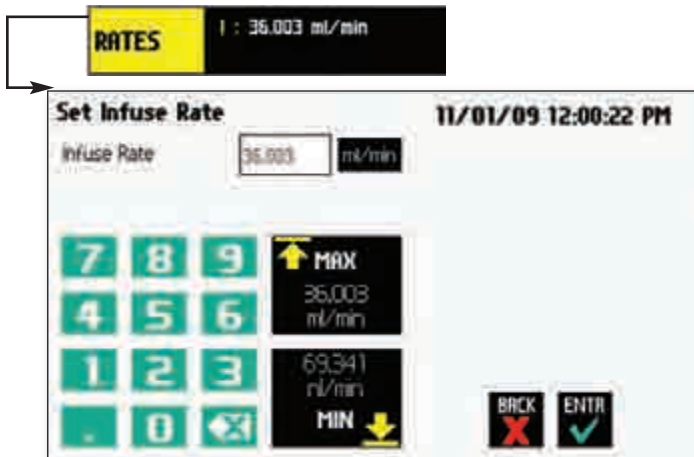 RATES
I : 36.003 ml/min
Set Infuse Rate 11/01/09 12:00:22 PM
Infuse Rate 36.003 ml/min
7 8 9 MAX
4 5 6 36.003
ml/min
1 2 3 69.341
nl/min
. 0 MIN
BACK ENTR